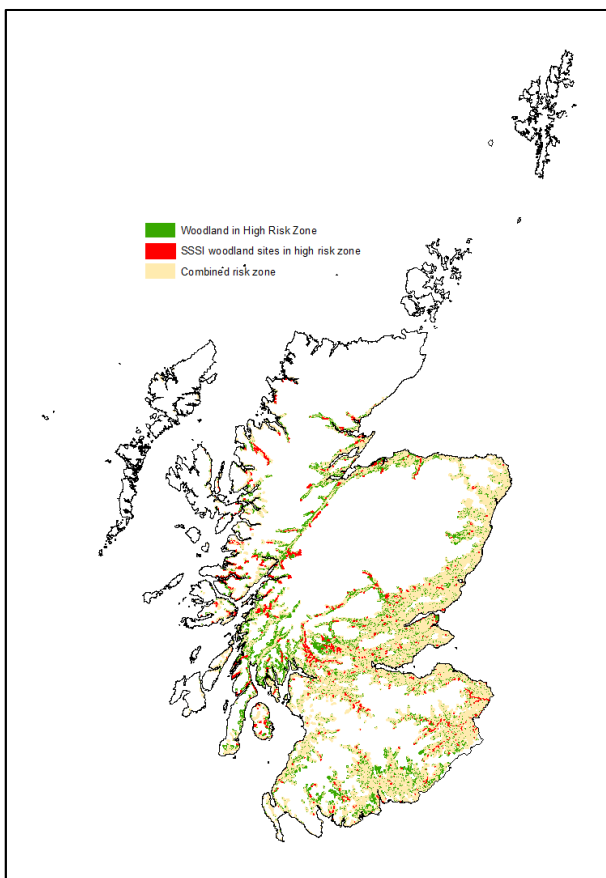 Woodland in High Risk Zone
SSSI woodland sites in high risk zone
Combined risk zone